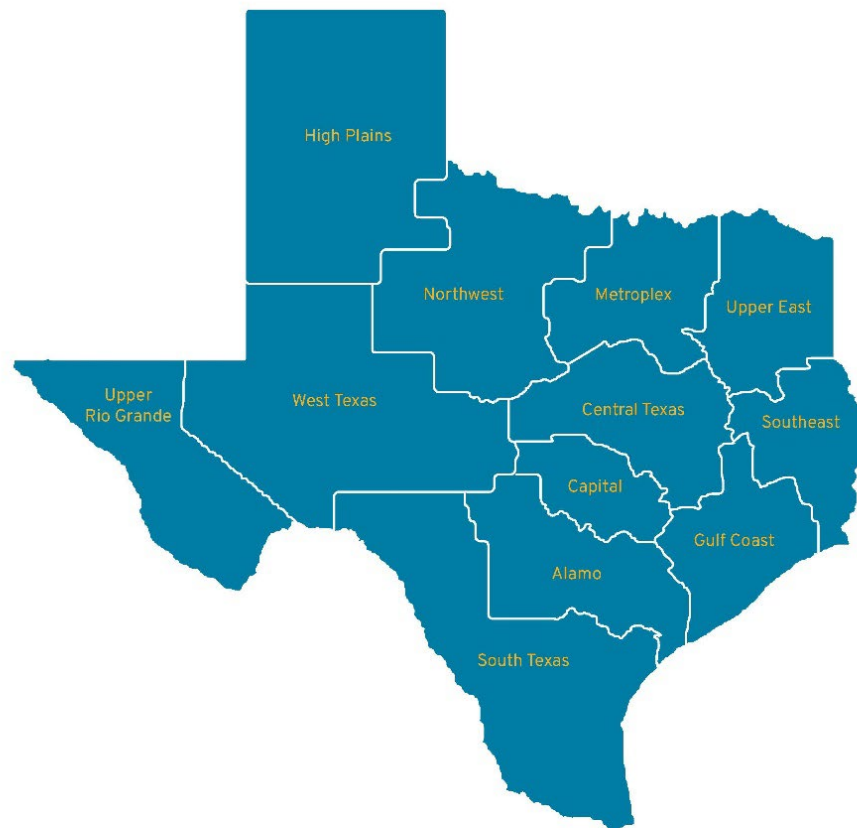 High Plains
Northwest
Metroplex
Upper East
Upper
Rio Grande
West Texas
Central Texas
Southeast
Capital
Gulf Coast
Alamo
South Texas